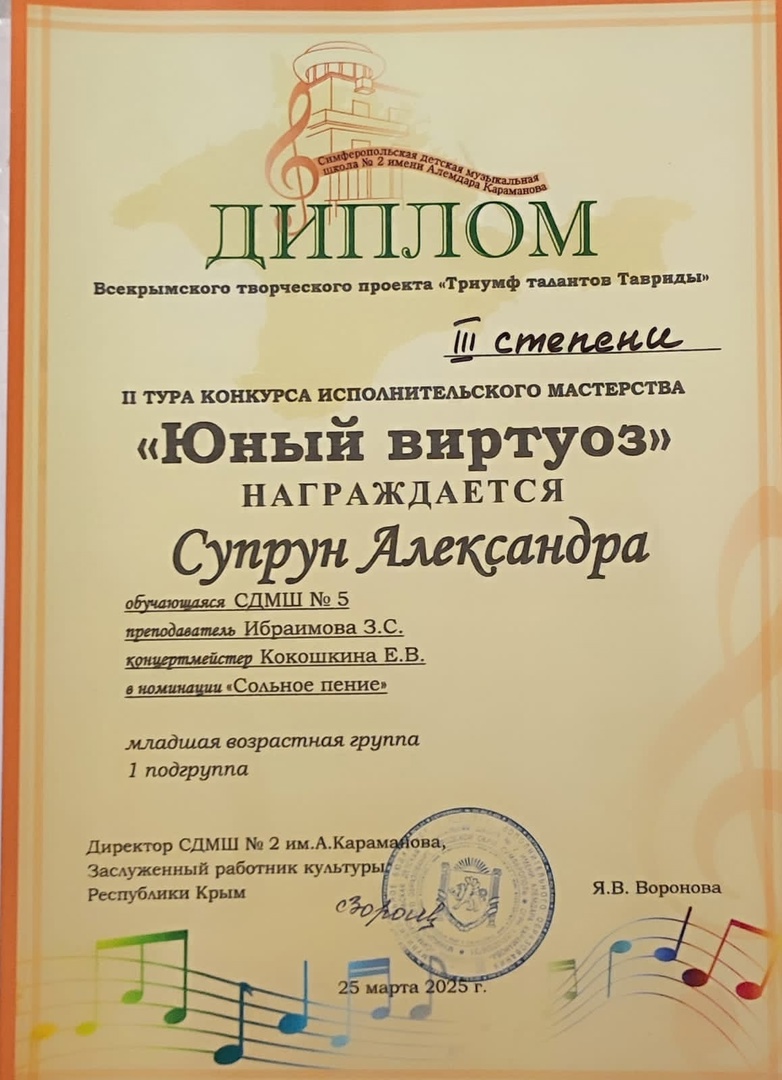 Симферопольская детская музыкальная
школа № 2 имени Алемдара Караманова
ДИПЛОМ
Всекрымского творческого проекта «Триумф талантов Тавриды»
III степени
II ТУРА КОНКУРСА ИСПОЛНИТЕЛЬСКОГО МАСТЕРСТВА
«Юный виртуоз»
НАГРАЖДАЕТСЯ
Супрун Александра
обучающаяся СДМШ № 5
преподаватель Ибраимова З.С.
концертмейстер Кокошкина Е.В.
в номинации «Сольное пение»
младшая возрастная группа
1 подгруппа
Директор СДМШ № 2 им.А.Караманова,
Заслуженный работник культуры
Республики Крым
Я.В. Воронова
25 марта 2025 г.